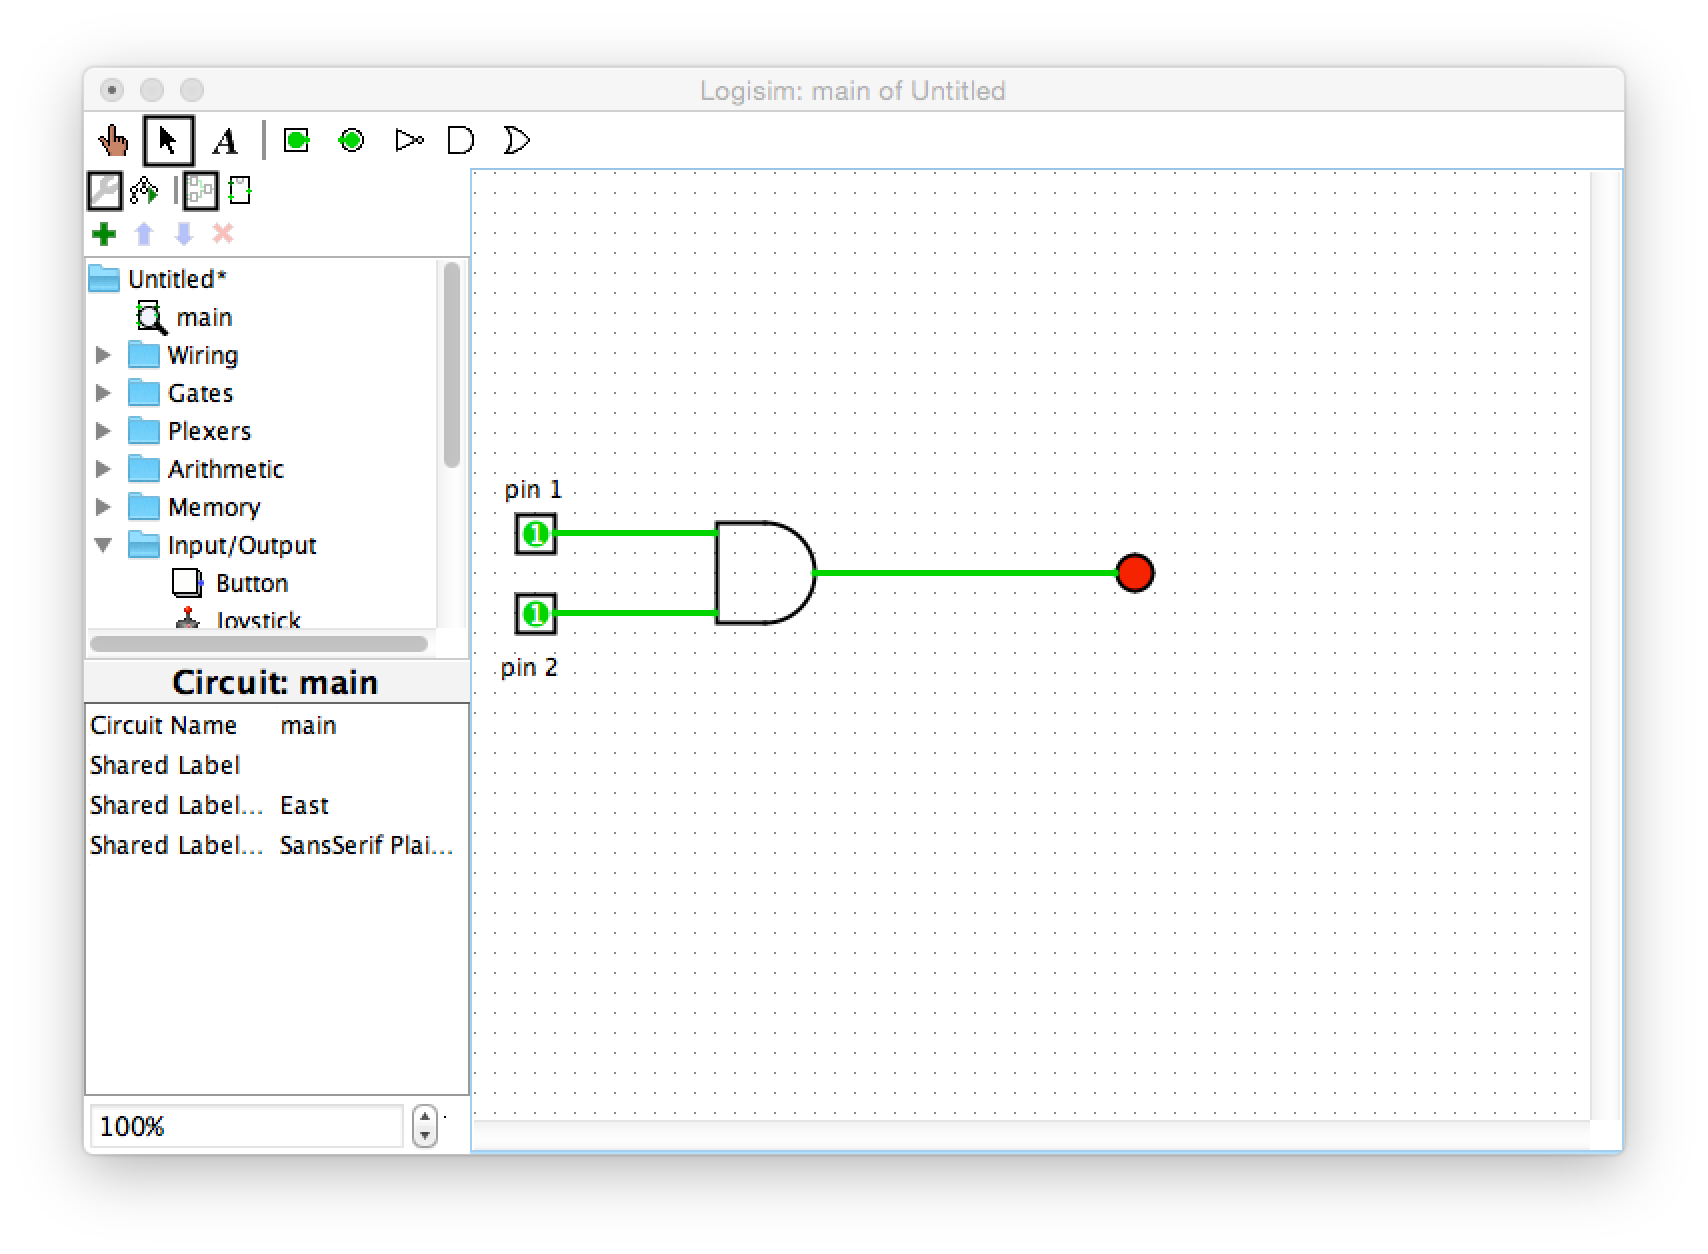 Logisim: main of Untitled
A
Untitled*
main
Wiring
Gates
Plexers
Arithmetic
Memory
Input/Output
Button
Joystick
Circuit: main
Circuit Name main
Shared Label
Shared Label... East
Shared Label... SansSerif Plai...
100%
pin 1
1
1
pin 2